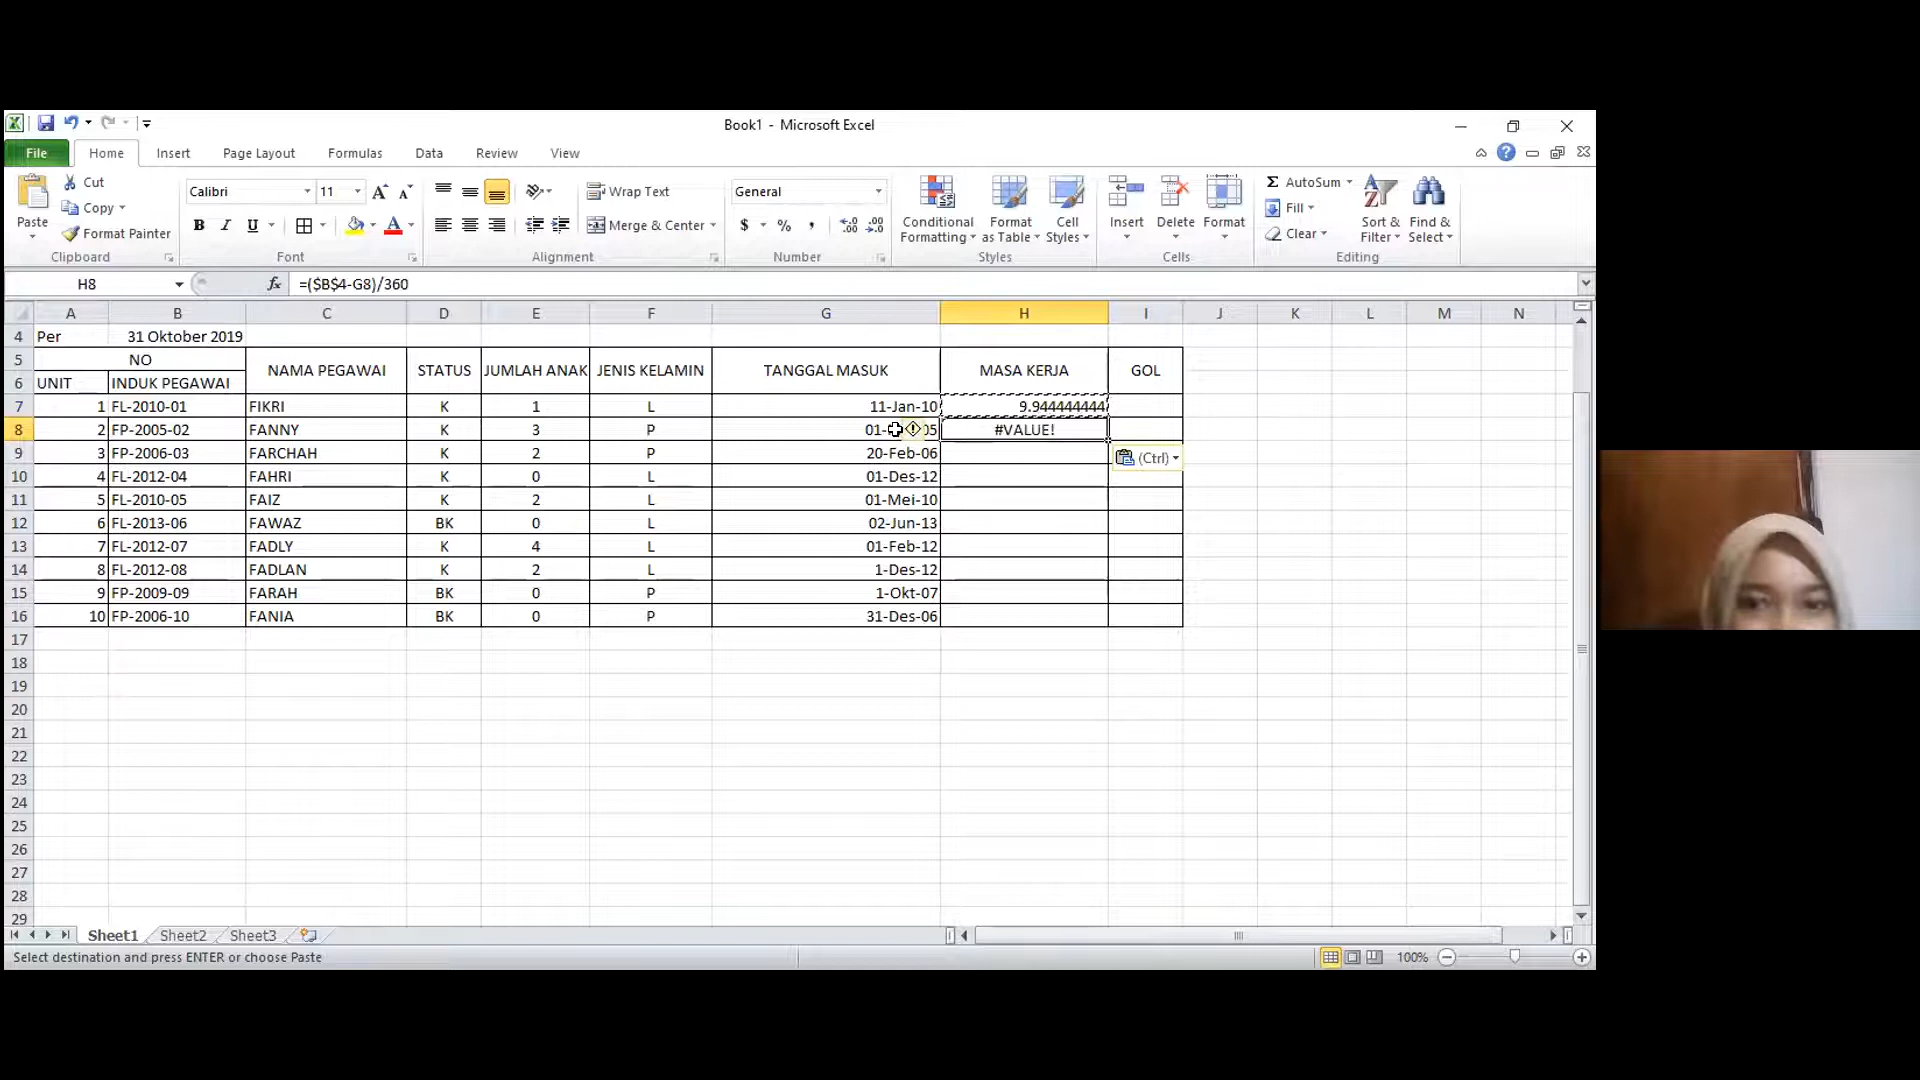 Book1 - Microsoft Excel
File Home Insert Page Layout Formulas Data Review View
Paste
Cut
Copy
Format Painter
Clipboard
Calibri 11
B I U
Font
Wrap Text
Merge & Center
Alignment
General
$ % ,
Number
Conditional Formatting
Format as Table
Cell Styles
Styles
Insert Delete Format
Cells
AutoSum
Fill
Clear
Sort & Filter
Find & Select
Editing
H8 fx =($B$4-G8)/360
A B C D E F G H I J K L M N
4 Per 31 Oktober 2019
5 NO NAMA PEGAWAI STATUS JUMLAH ANAK JENIS KELAMIN TANGGAL MASUK MASA KERJA GOL
6 UNIT INDUK PEGAWAI
7 1 FL-2010-01 FIKRI K 1 L 11-Jan-10 9.944444444
8 2 FP-2005-02 FANNY K 3 P 01- 05 #VALUE!
9 3 FP-2006-03 FARCHAH K 2 P 20-Feb-06
(Ctrl)
10 4 FL-2012-04 FAHRI K 0 L 01-Des-12
11 5 FL-2010-05 FAIZ K 2 L 01-Mei-10
12 6 FL-2013-06 FAWAZ BK 0 L 02-Jun-13
13 7 FL-2012-07 FADLY K 4 L 01-Feb-12
14 8 FL-2012-08 FADLAN K 2 L 1-Des-12
15 9 FP-2009-09 FARAH BK 0 P 1-Okt-07
16 10 FP-2006-10 FANIA BK 0 P 31-Des-06
17
18
19
20
21
22
23
24
25
26
27
28
29
Sheet1 Sheet2 Sheet3
Select destination and press ENTER or choose Paste
100%